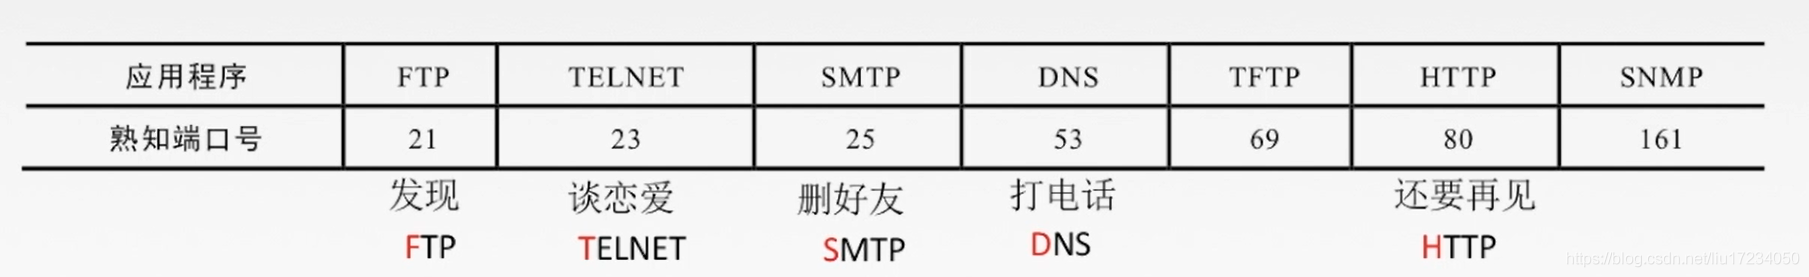 应用程序 FTP TELNET SMTP DNS TFTP HTTP SNMP
熟知端口号 21 23 25 53 69 80 161
发现 谈恋爱 删好友 打电话 还要再见
FTP TELNET SMTP DNS HTTP
https://blog.csdn.net/liu17234050